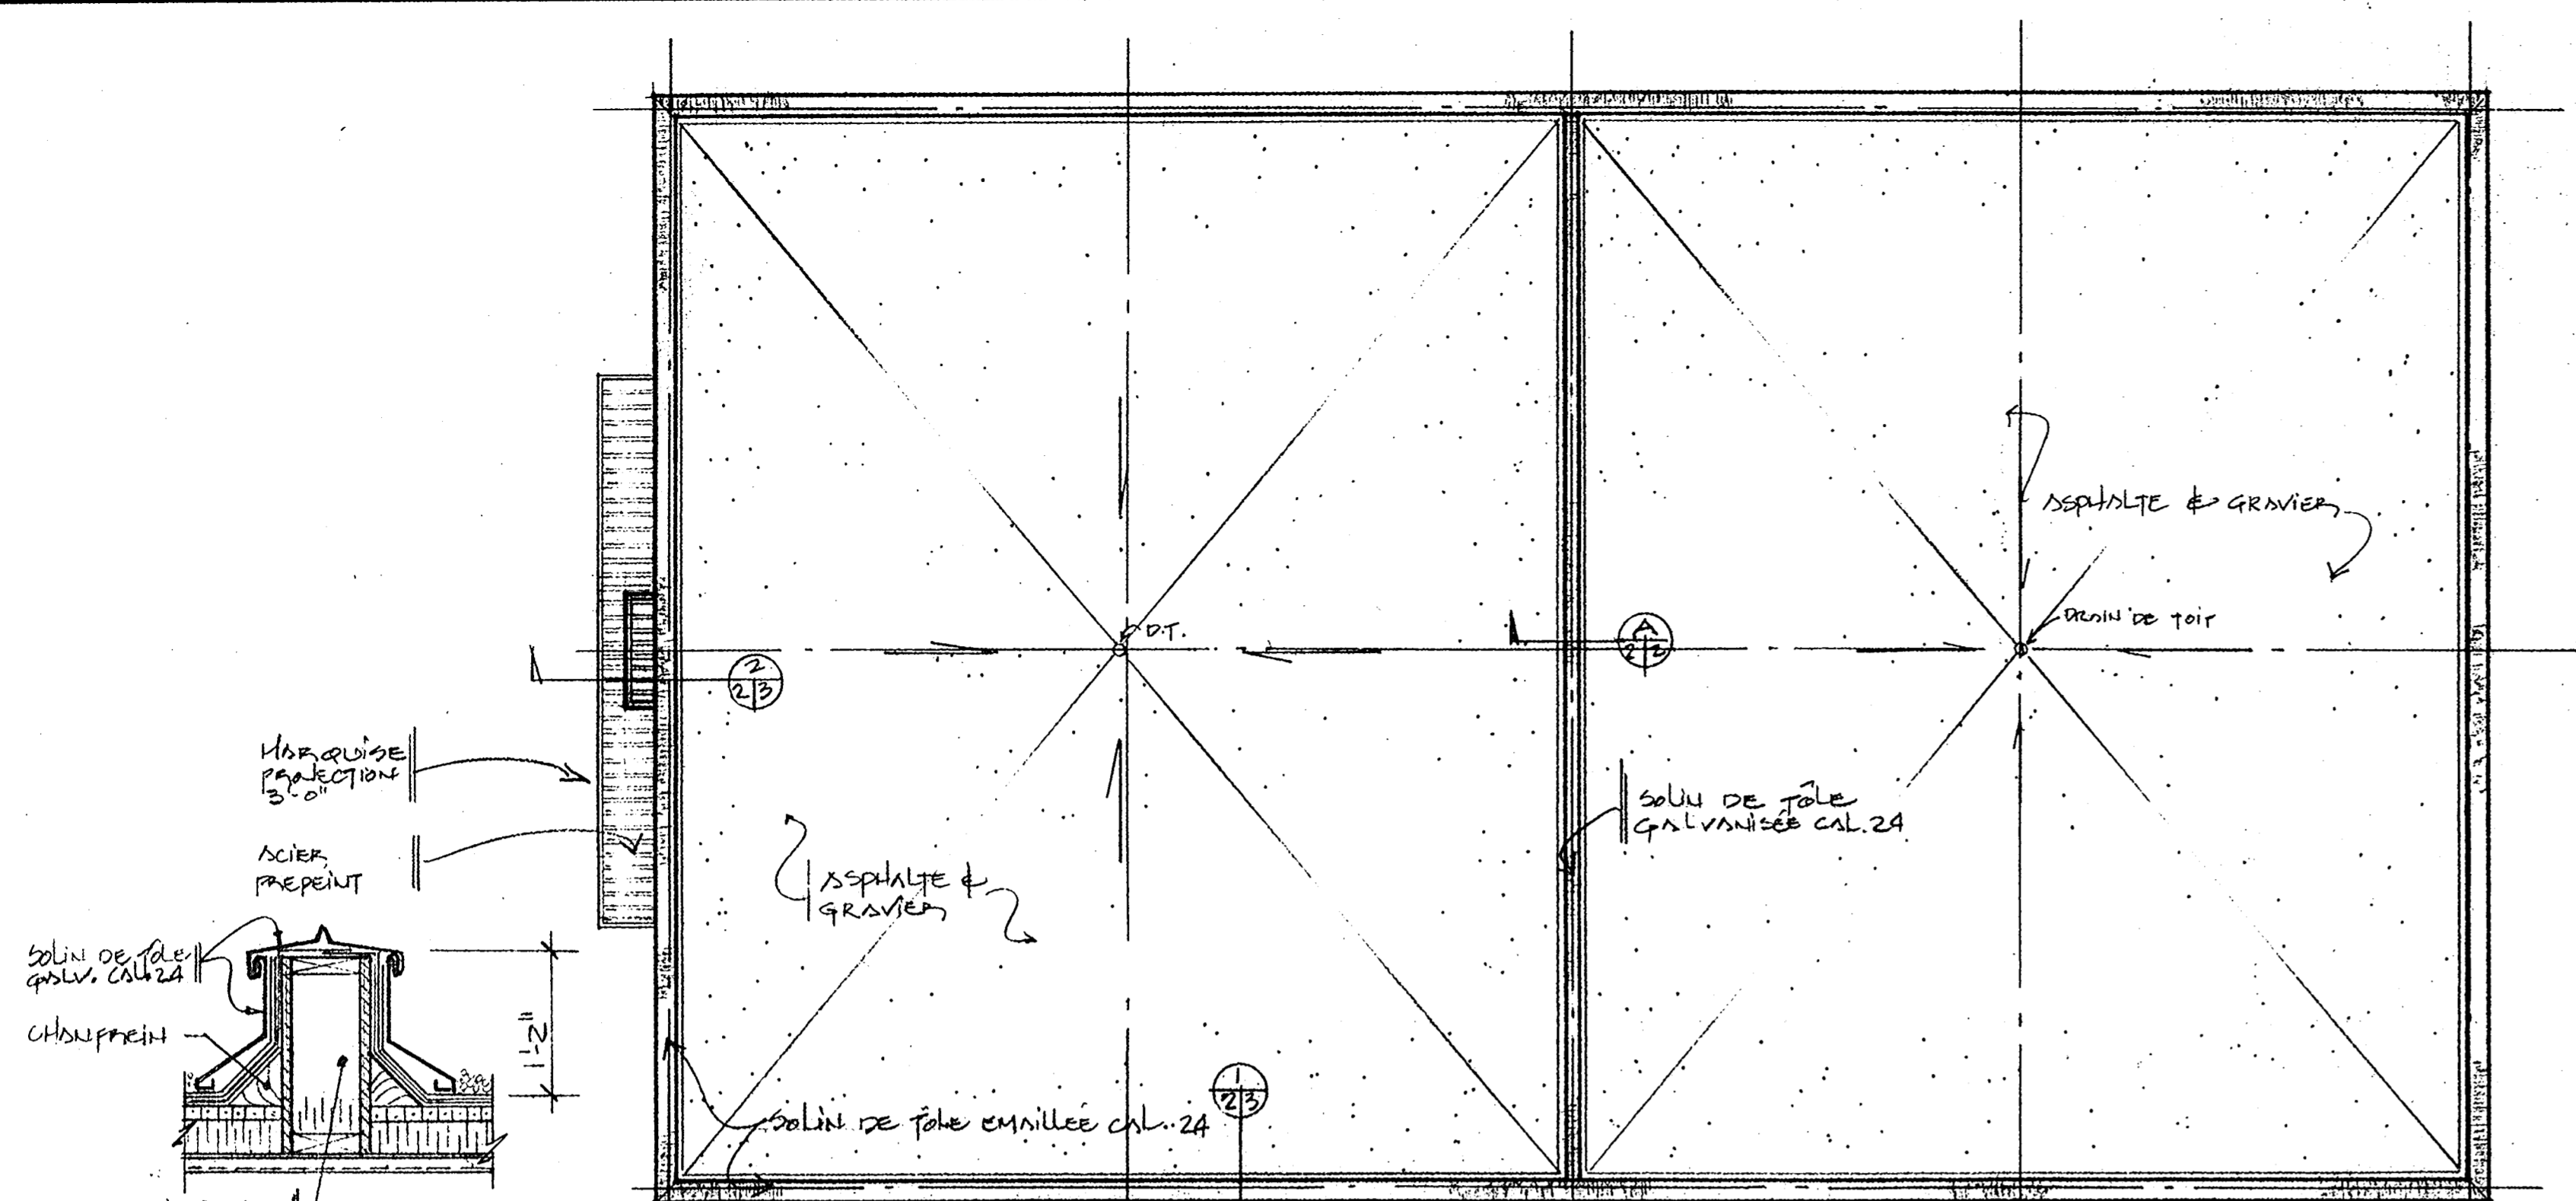 ASPHALTE & GRAVIER
DRAIN DE TOIT
D.T.
A
2 2
2
2 3
MARQUISE
PROJECTION
3'-0"
ACIER
PREPEINT
SOLIN DE TÔLE
GALVANISÉE CAL.24
ASPHALTE &
GRAVIER
SOLIN DE TÔLE
GALV. CAL.24
CHANFREIN
1'-2"
1
2 3
SOLIN DE TÔLE EMAILLÉE CAL..24